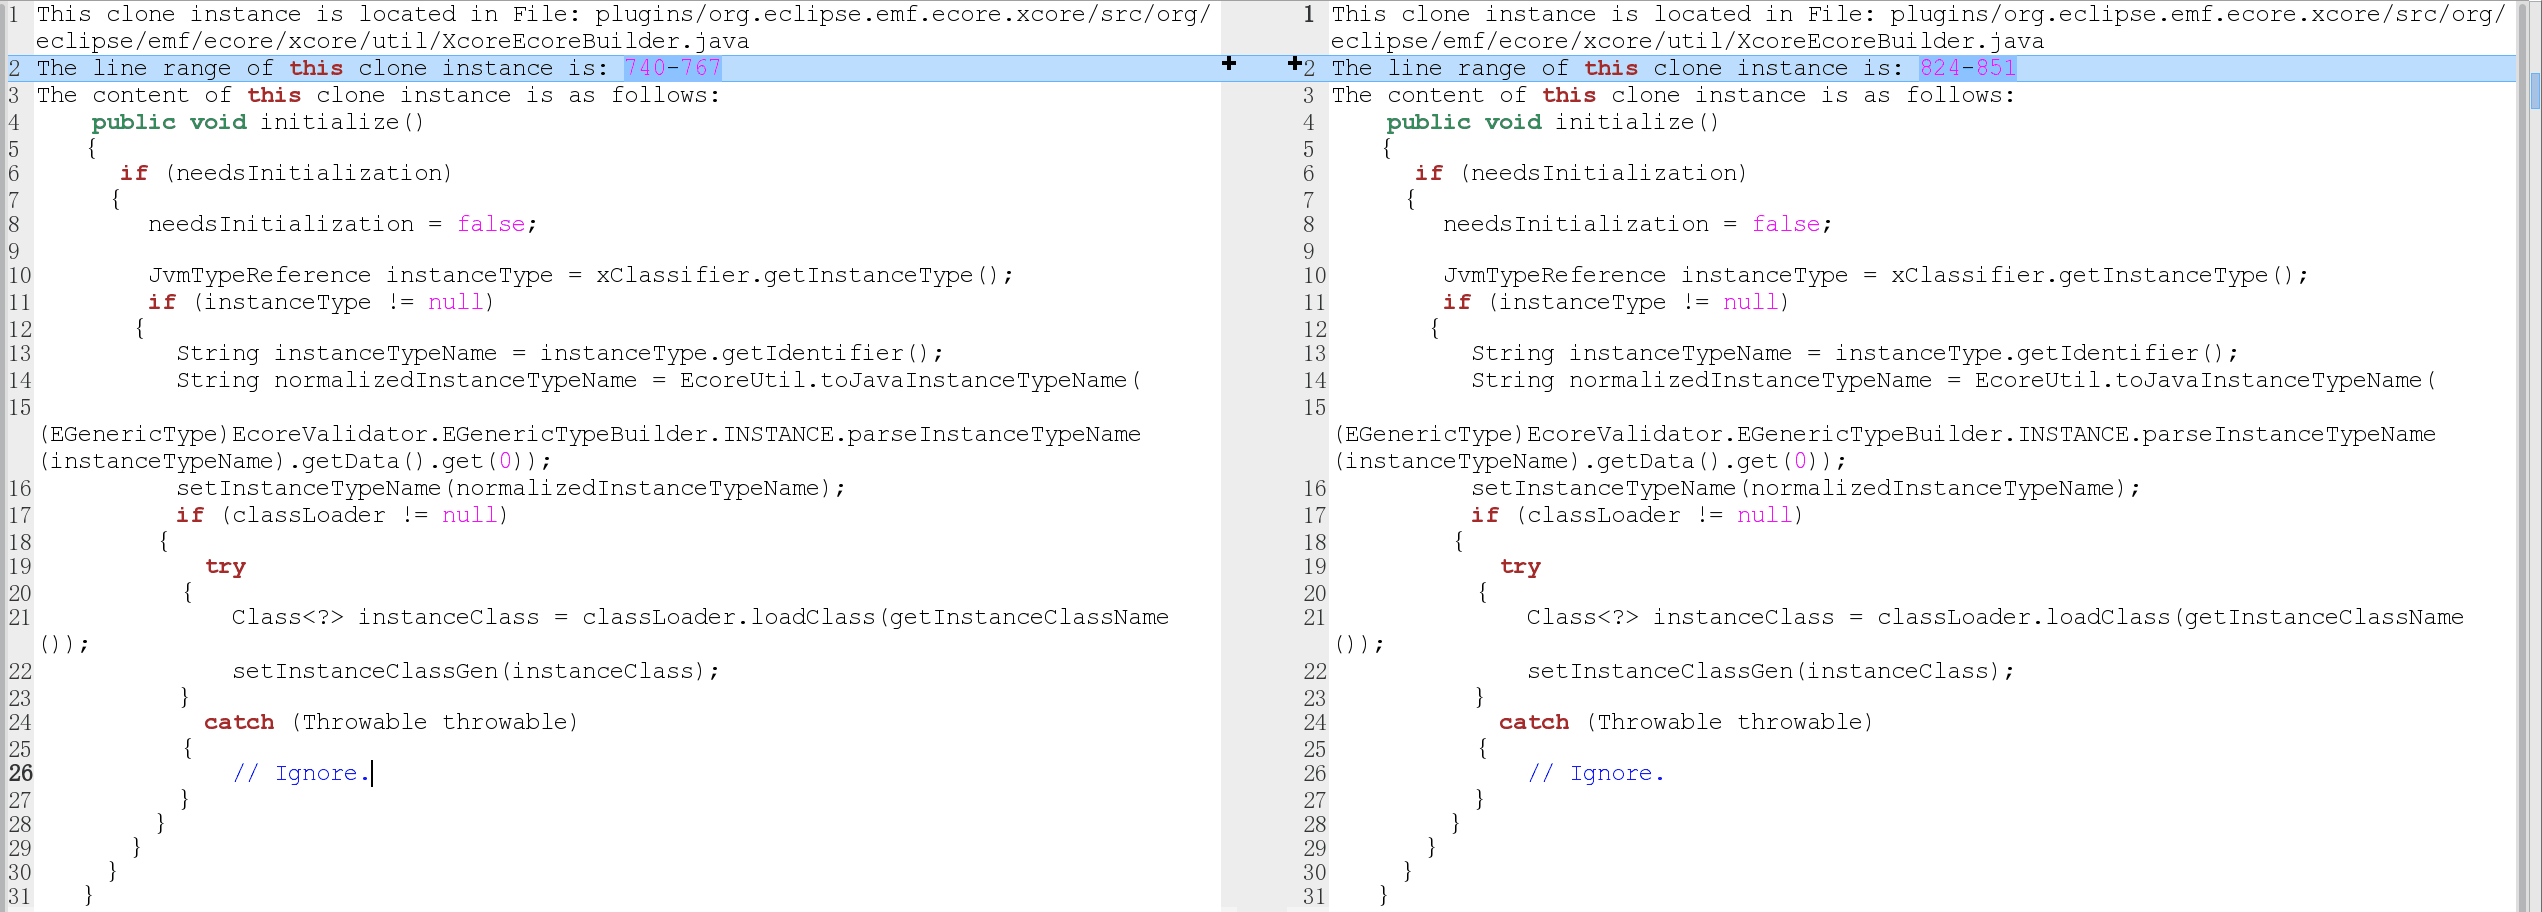 1 This clone instance is located in File: plugins/org.eclipse.emf.ecore.xcore/src/org/
eclipse/emf/ecore/xcore/util/XcoreEcoreBuilder.java
2 The line range of this clone instance is: 740-767
3 The content of this clone instance is as follows:
4     public void initialize()
5     {
6       if (needsInitialization)
7       {
8         needsInitialization = false;
9
10         JvmTypeReference instanceType = xClassifier.getInstanceType();
11         if (instanceType != null)
12         {
13           String instanceTypeName = instanceType.getIdentifier();
14           String normalizedInstanceTypeName = EcoreUtil.toJavaInstanceTypeName(
15
(EGenericType)EcoreValidator.EGenericTypeBuilder.INSTANCE.parseInstanceTypeName
(instanceTypeName).getData().get(0));
16           setInstanceTypeName(normalizedInstanceTypeName);
17           if (classLoader != null)
18           {
19             try
20             {
21               Class<?> instanceClass = classLoader.loadClass(getInstanceClassName
());
22               setInstanceClassGen(instanceClass);
23             }
24             catch (Throwable throwable)
25             {
26               // Ignore.
27             }
28           }
29         }
30       }
31     }
1 This clone instance is located in File: plugins/org.eclipse.emf.ecore.xcore/src/org/
eclipse/emf/ecore/xcore/util/XcoreEcoreBuilder.java
2 The line range of this clone instance is: 824-851
3 The content of this clone instance is as follows:
4     public void initialize()
5     {
6       if (needsInitialization)
7       {
8         needsInitialization = false;
9
10         JvmTypeReference instanceType = xClassifier.getInstanceType();
11         if (instanceType != null)
12         {
13           String instanceTypeName = instanceType.getIdentifier();
14           String normalizedInstanceTypeName = EcoreUtil.toJavaInstanceTypeName(
15
(EGenericType)EcoreValidator.EGenericTypeBuilder.INSTANCE.parseInstanceTypeName
(instanceTypeName).getData().get(0));
16           setInstanceTypeName(normalizedInstanceTypeName);
17           if (classLoader != null)
18           {
19             try
20             {
21               Class<?> instanceClass = classLoader.loadClass(getInstanceClassName
());
22               setInstanceClassGen(instanceClass);
23             }
24             catch (Throwable throwable)
25             {
26               // Ignore.
27             }
28           }
29         }
30       }
31     }